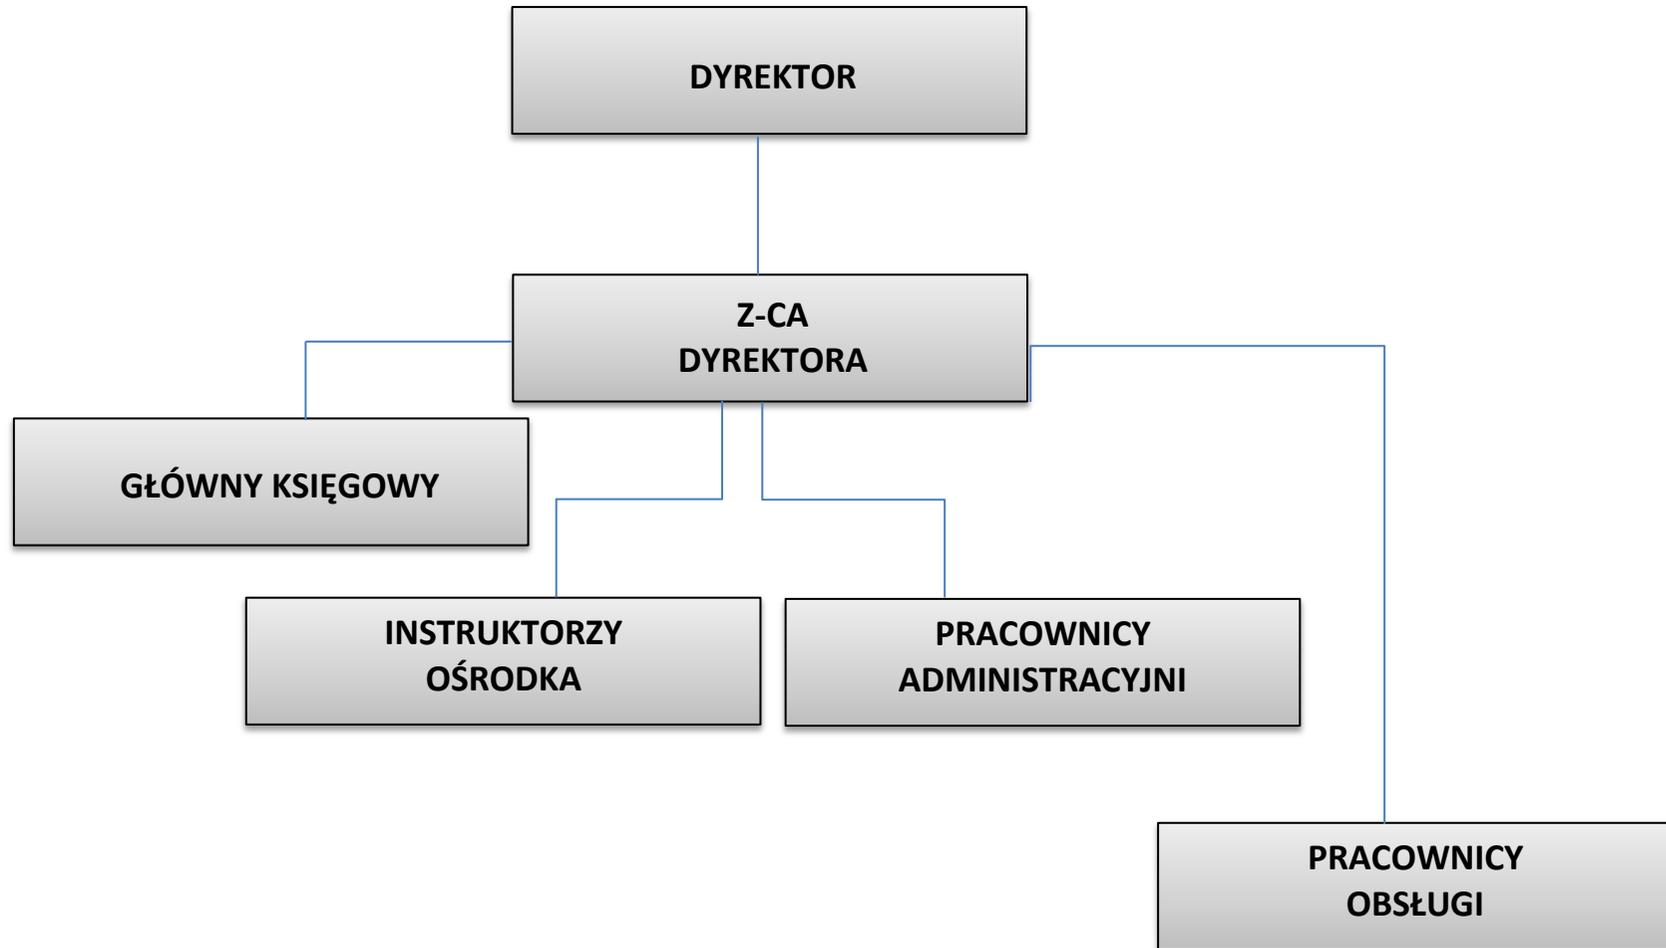 DYREKTOR
Z-CA
DYREKTORA
GŁÓWNY KSIĘGOWY
INSTRUKTORZY
OŚRODKA
PRACOWNICY
ADMINISTRACYJNI
PRACOWNICY
OBSŁUGI